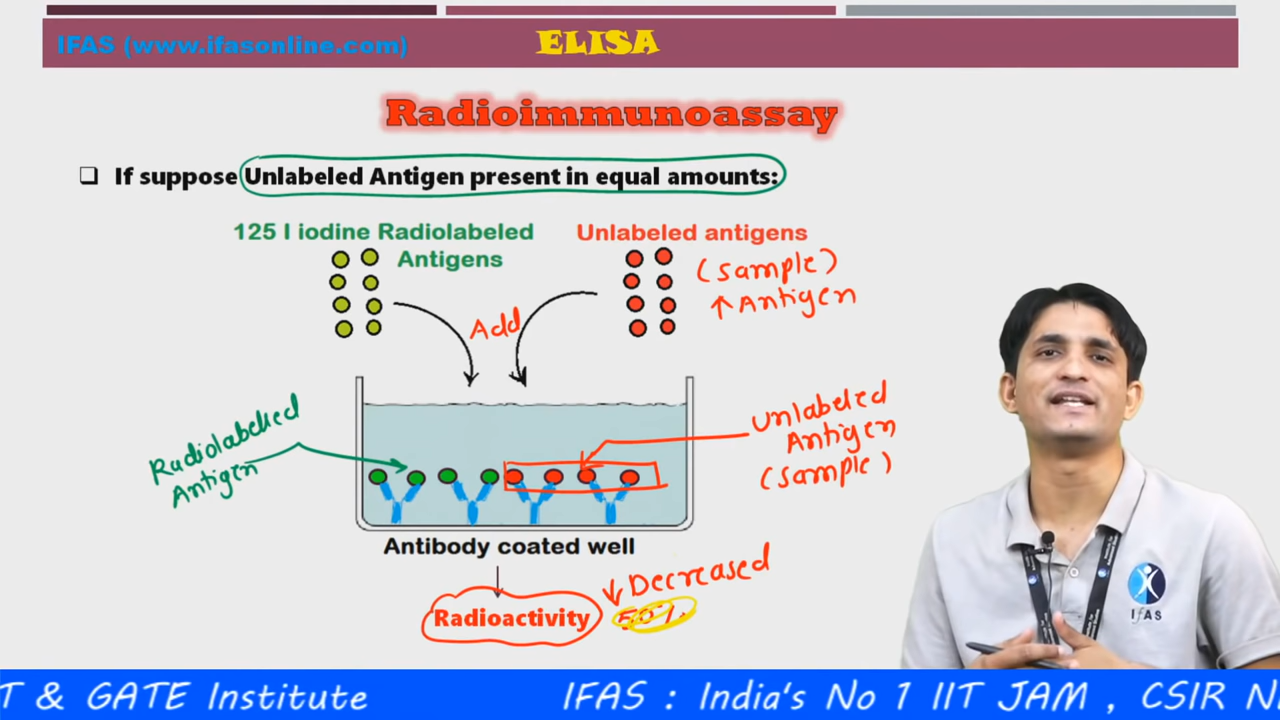 IFAS (www.ifasonline.com)
ELISA
Radioimmunoassay
If suppose Unlabeled Antigen present in equal amounts:
125 I iodine Radiolabeled
Antigens
Unlabeled antigens
(Sample)
↑ Antigen
Add
Radiolabelled
Antigen
Unlabeled
Antigen
(Sample)
Antibody coated well
Radioactivity
↓ Decreased
50%
IFAS
T & GATE Institute IFAS : India's No 1 IIT JAM , CSIR N